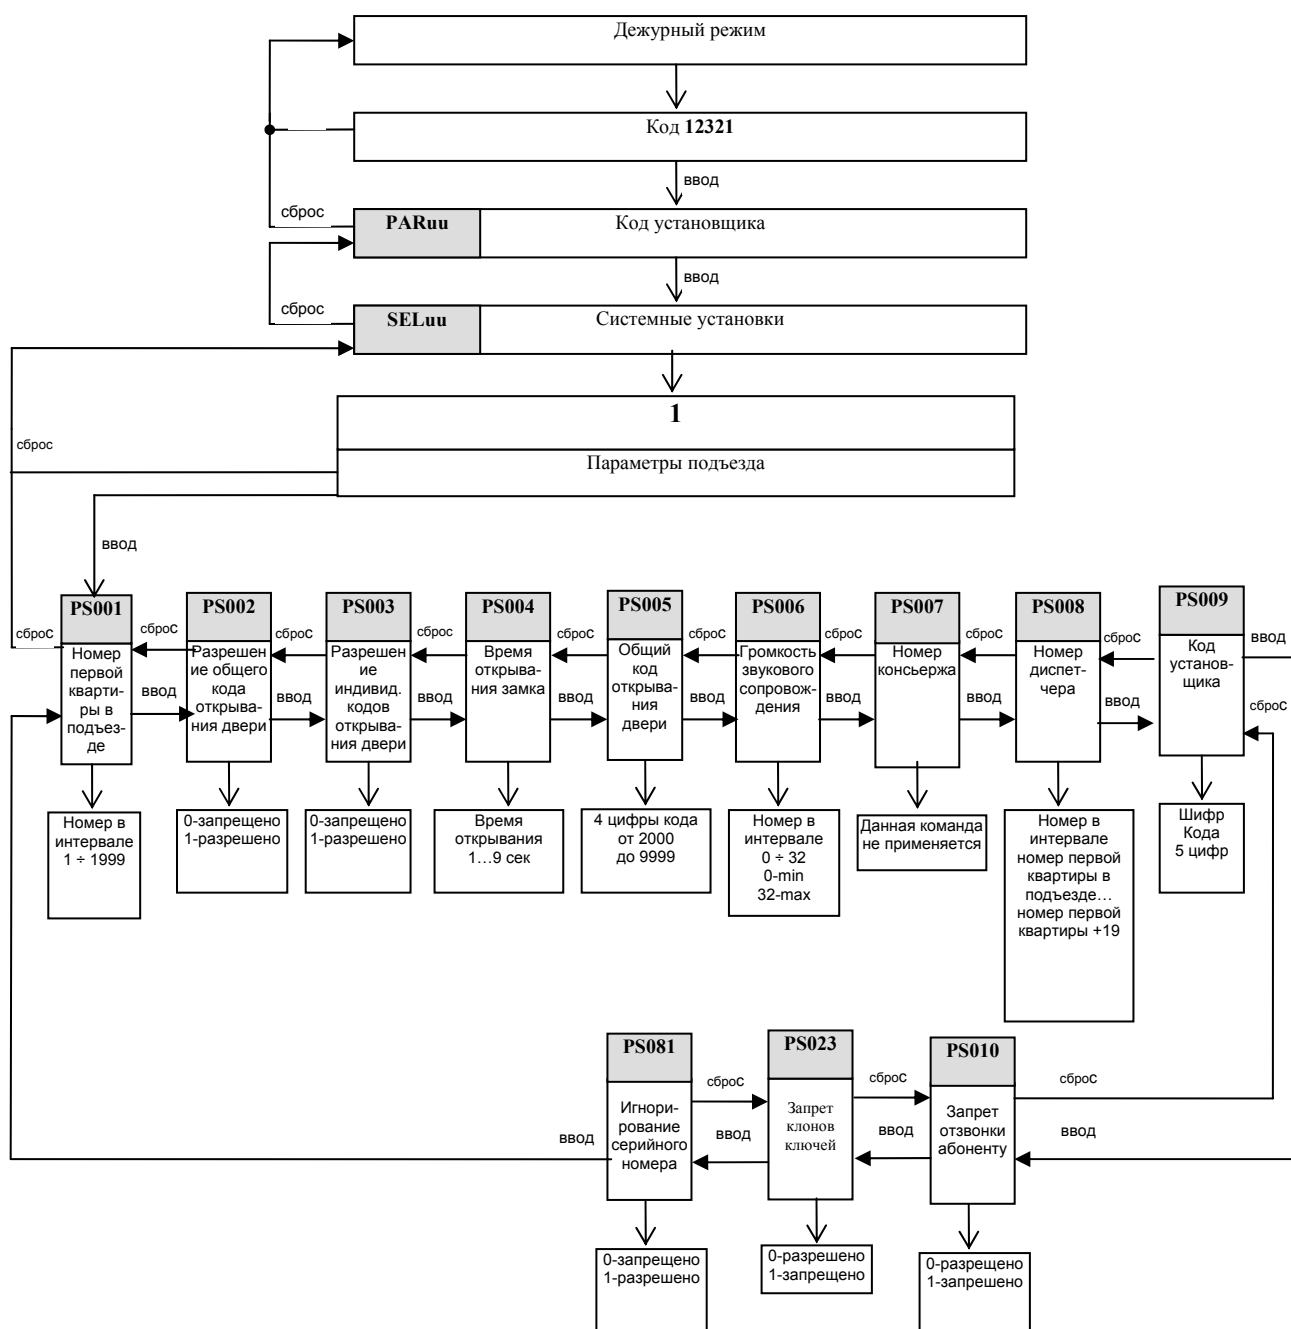 Дежурный режим
Код 12321
ввод
сброс
PARuu
Код установщика
ввод
сброс
SELuu
Системные установки
1
сброс
Параметры подъезда
ввод
PS001
PS002
PS003
PS004
PS005
PS006
PS007
PS008
PS009
сброС
сброС
сброС
сброс
сброС
сброС
сброС
сброС
сброС
ввод
Номер
первой
кварти-
ры в
подъез-
де
Разрешен
ие общего
кода
открыва-
ния двери
Разрешен
ие
индивид.
кодов
открыва-
ния двери
Время
открыва-
ния замка
Общий
код
открыва-
ния
двери
Громкость
звукового
сопровож-
дения
Номер
консьержа
Номер
диспет-
чера
Код
установ-
щика
ввод
ввод
ввод
ввод
ввод
ввод
ввод
ввод
сброС
Номер в
интервале
1 ÷ 1999
0-запрещено
1-разрешено
0-запрещено
1-разрешено
Время
открывания
1…9 сек
4 цифры кода
от 2000
до 9999
Номер в
интервале
0 ÷ 32
0-min
32-max
Данная команда
не применяется
Номер в
интервале
номер первой
квартиры в
подъезде…
номер первой
квартиры +19
Шифр
Кода
5 цифр
PS081
PS023
PS010
сброС
сброС
сброС
Игнори-
рование
серийного
номера
Запрет
клонов
ключей
Запрет
отзвонки
абоненту
ввод
ввод
ввод
ввод
0-запрещено
1-разрешено
0-разрешено
1-запрещено
0-разрещено
1-запрешено